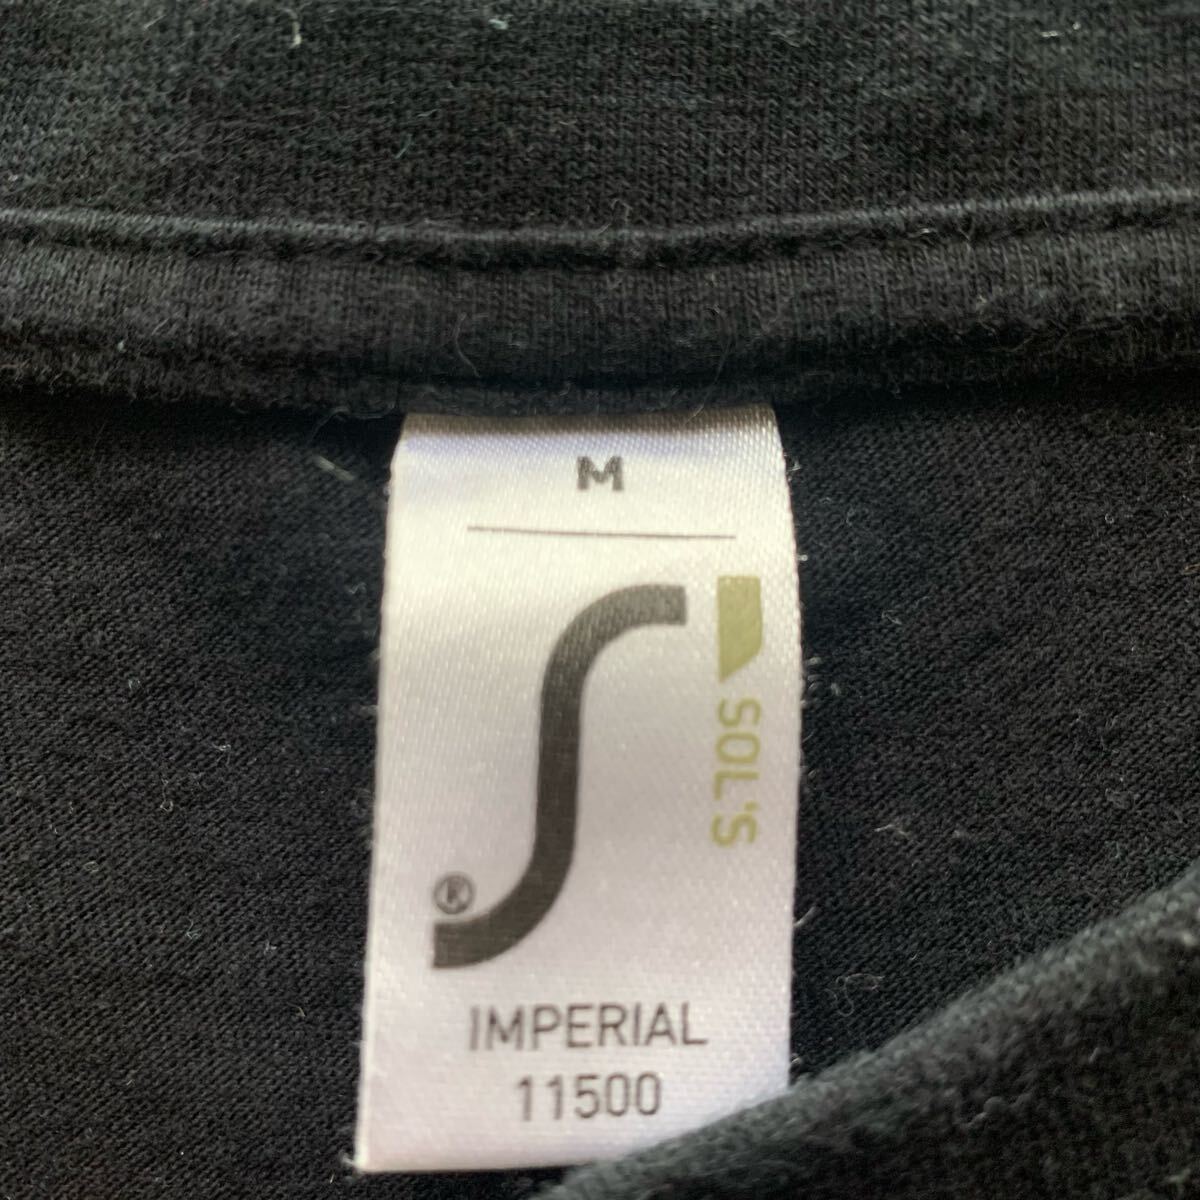 M
SOL'S
®
IMPERIAL
11500